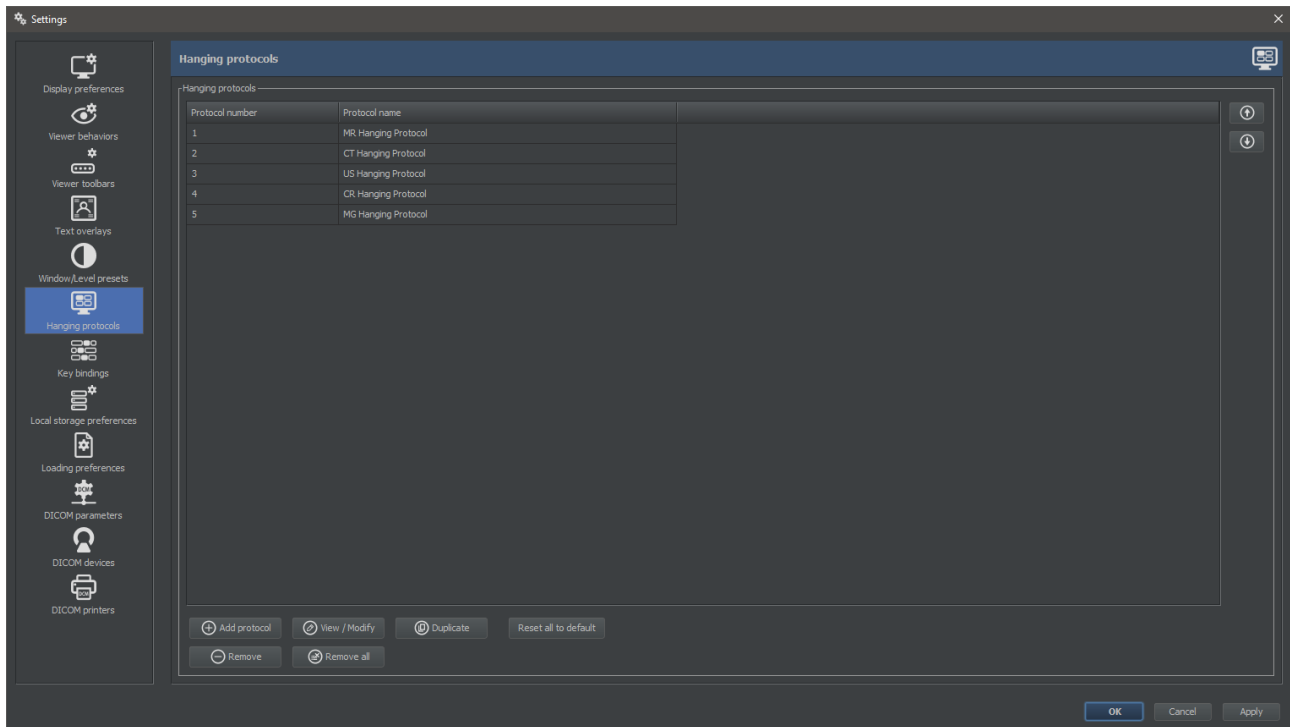 Settings
Display preferences
Viewer behaviors
Viewer toolbars
Text overlays
Window/Level presets
Hanging protocols
Key bindings
Local storage preferences
Loading preferences
DCM
DICOM parameters
DICOM devices
DCM
DICOM printers
Hanging protocols
Hanging protocols
Protocol number Protocol name
1 MR Hanging Protocol
2 CT Hanging Protocol
3 US Hanging Protocol
4 CR Hanging Protocol
5 MG Hanging Protocol
Add protocol View / Modify Duplicate Reset all to default
Remove Remove all
OK Cancel Apply